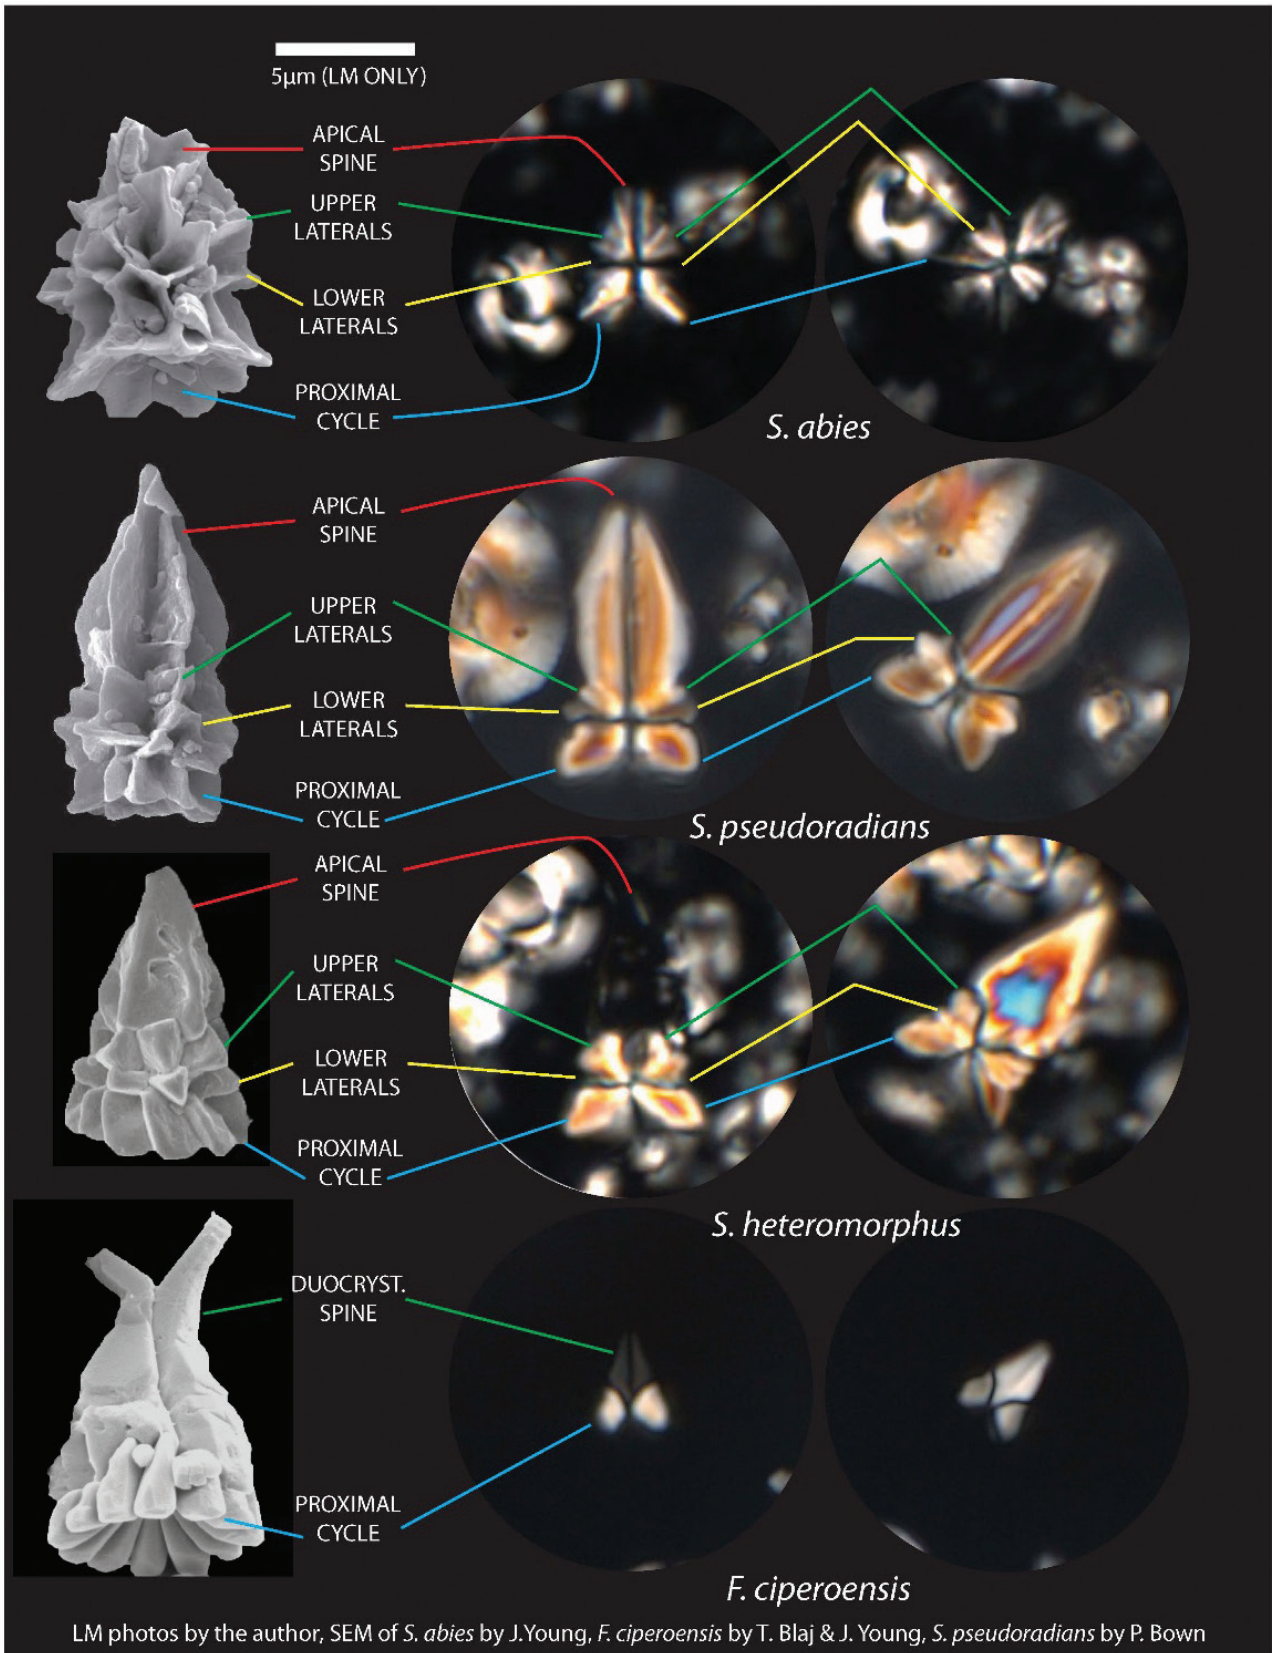 5µm (LM ONLY)
APICAL
SPINE
UPPER
LATERALS
LOWER
LATERALS
PROXIMAL
CYCLE
S. abies
APICAL
SPINE
UPPER
LATERALS
LOWER
LATERALS
PROXIMAL
CYCLE
S. pseudoradians
APICAL
SPINE
UPPER
LATERALS
LOWER
LATERALS
PROXIMAL
CYCLE
S. heteromorphus
DUOCRYST.
SPINE
PROXIMAL
CYCLE
F. ciperoensis
LM photos by the author, SEM of S. abies by J.Young, F. ciperoensis by T. Blaj & J. Young, S. pseudoradians by P. Bown